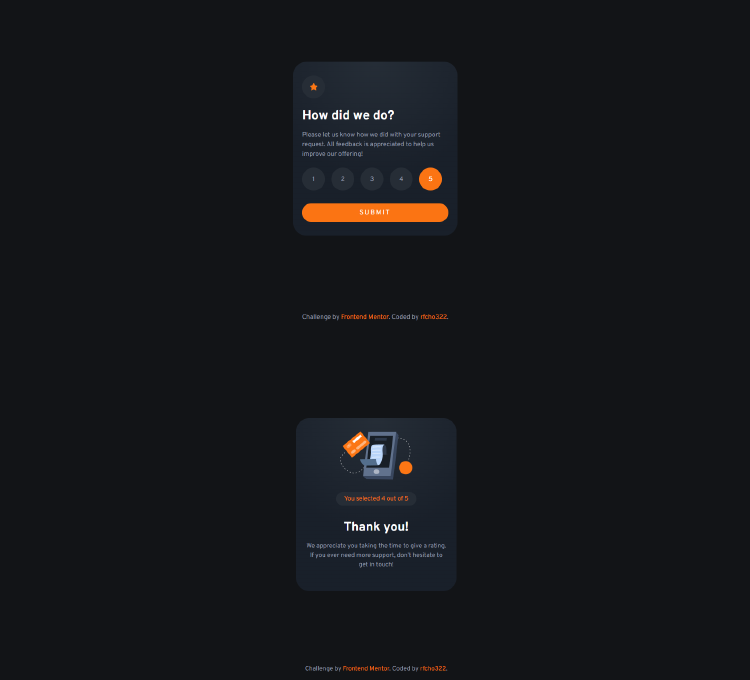 How did we do?
Please let us know how we did with your support
request. All feedback is appreciated to help us
improve our offering!
1 2 3 4 5
SUBMIT
Challenge by Frontend Mentor. Coded by rfcho322.
You selected 4 out of 5
Thank you!
We appreciate you taking the time to give a rating.
If you ever need more support, don't hesitate to
get in touch!
Challenge by Frontend Mentor. Coded by rfcho322.